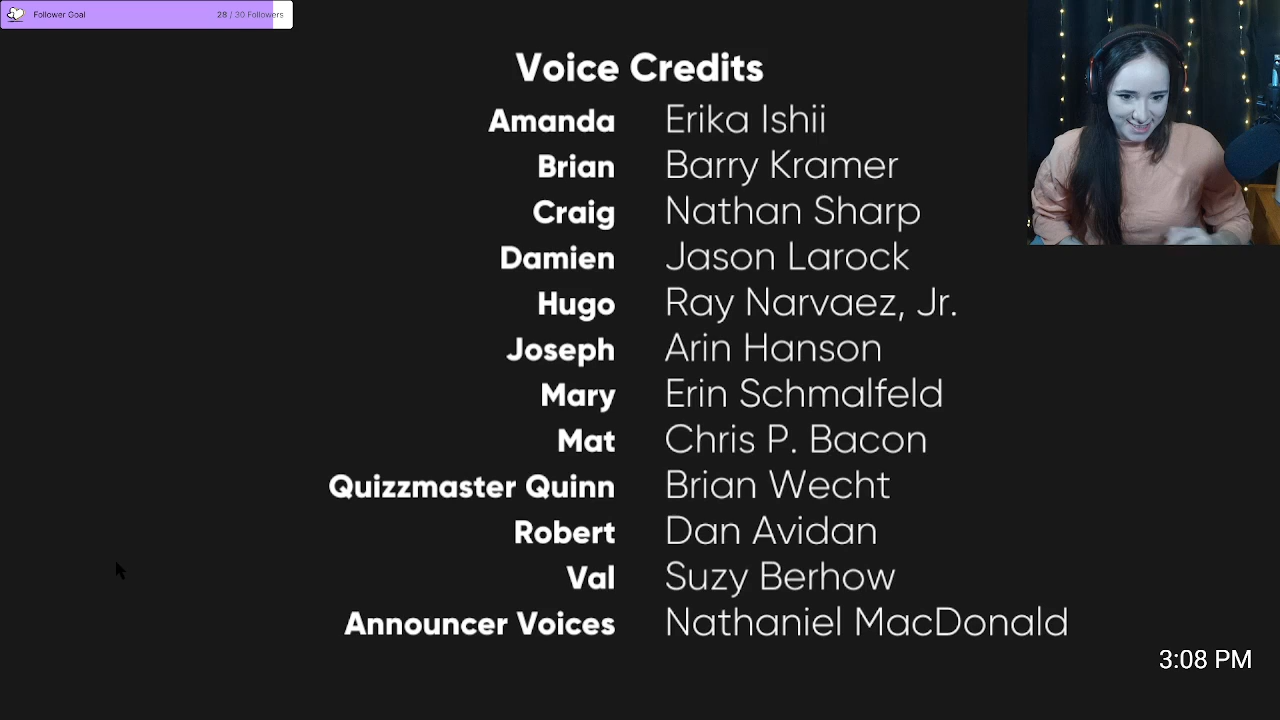 Follower Goal 28 / 30 Followers
Voice Credits
Amanda Erika Ishii
Brian Barry Kramer
Craig Nathan Sharp
Damien Jason Larock
Hugo Ray Narvaez, Jr.
Joseph Arin Hanson
Mary Erin Schmalfeld
Mat Chris P. Bacon
Quizzmaster Quinn Brian Wecht
Robert Dan Avidan
Val Suzy Berhow
Announcer Voices Nathaniel MacDonald
3:08 PM